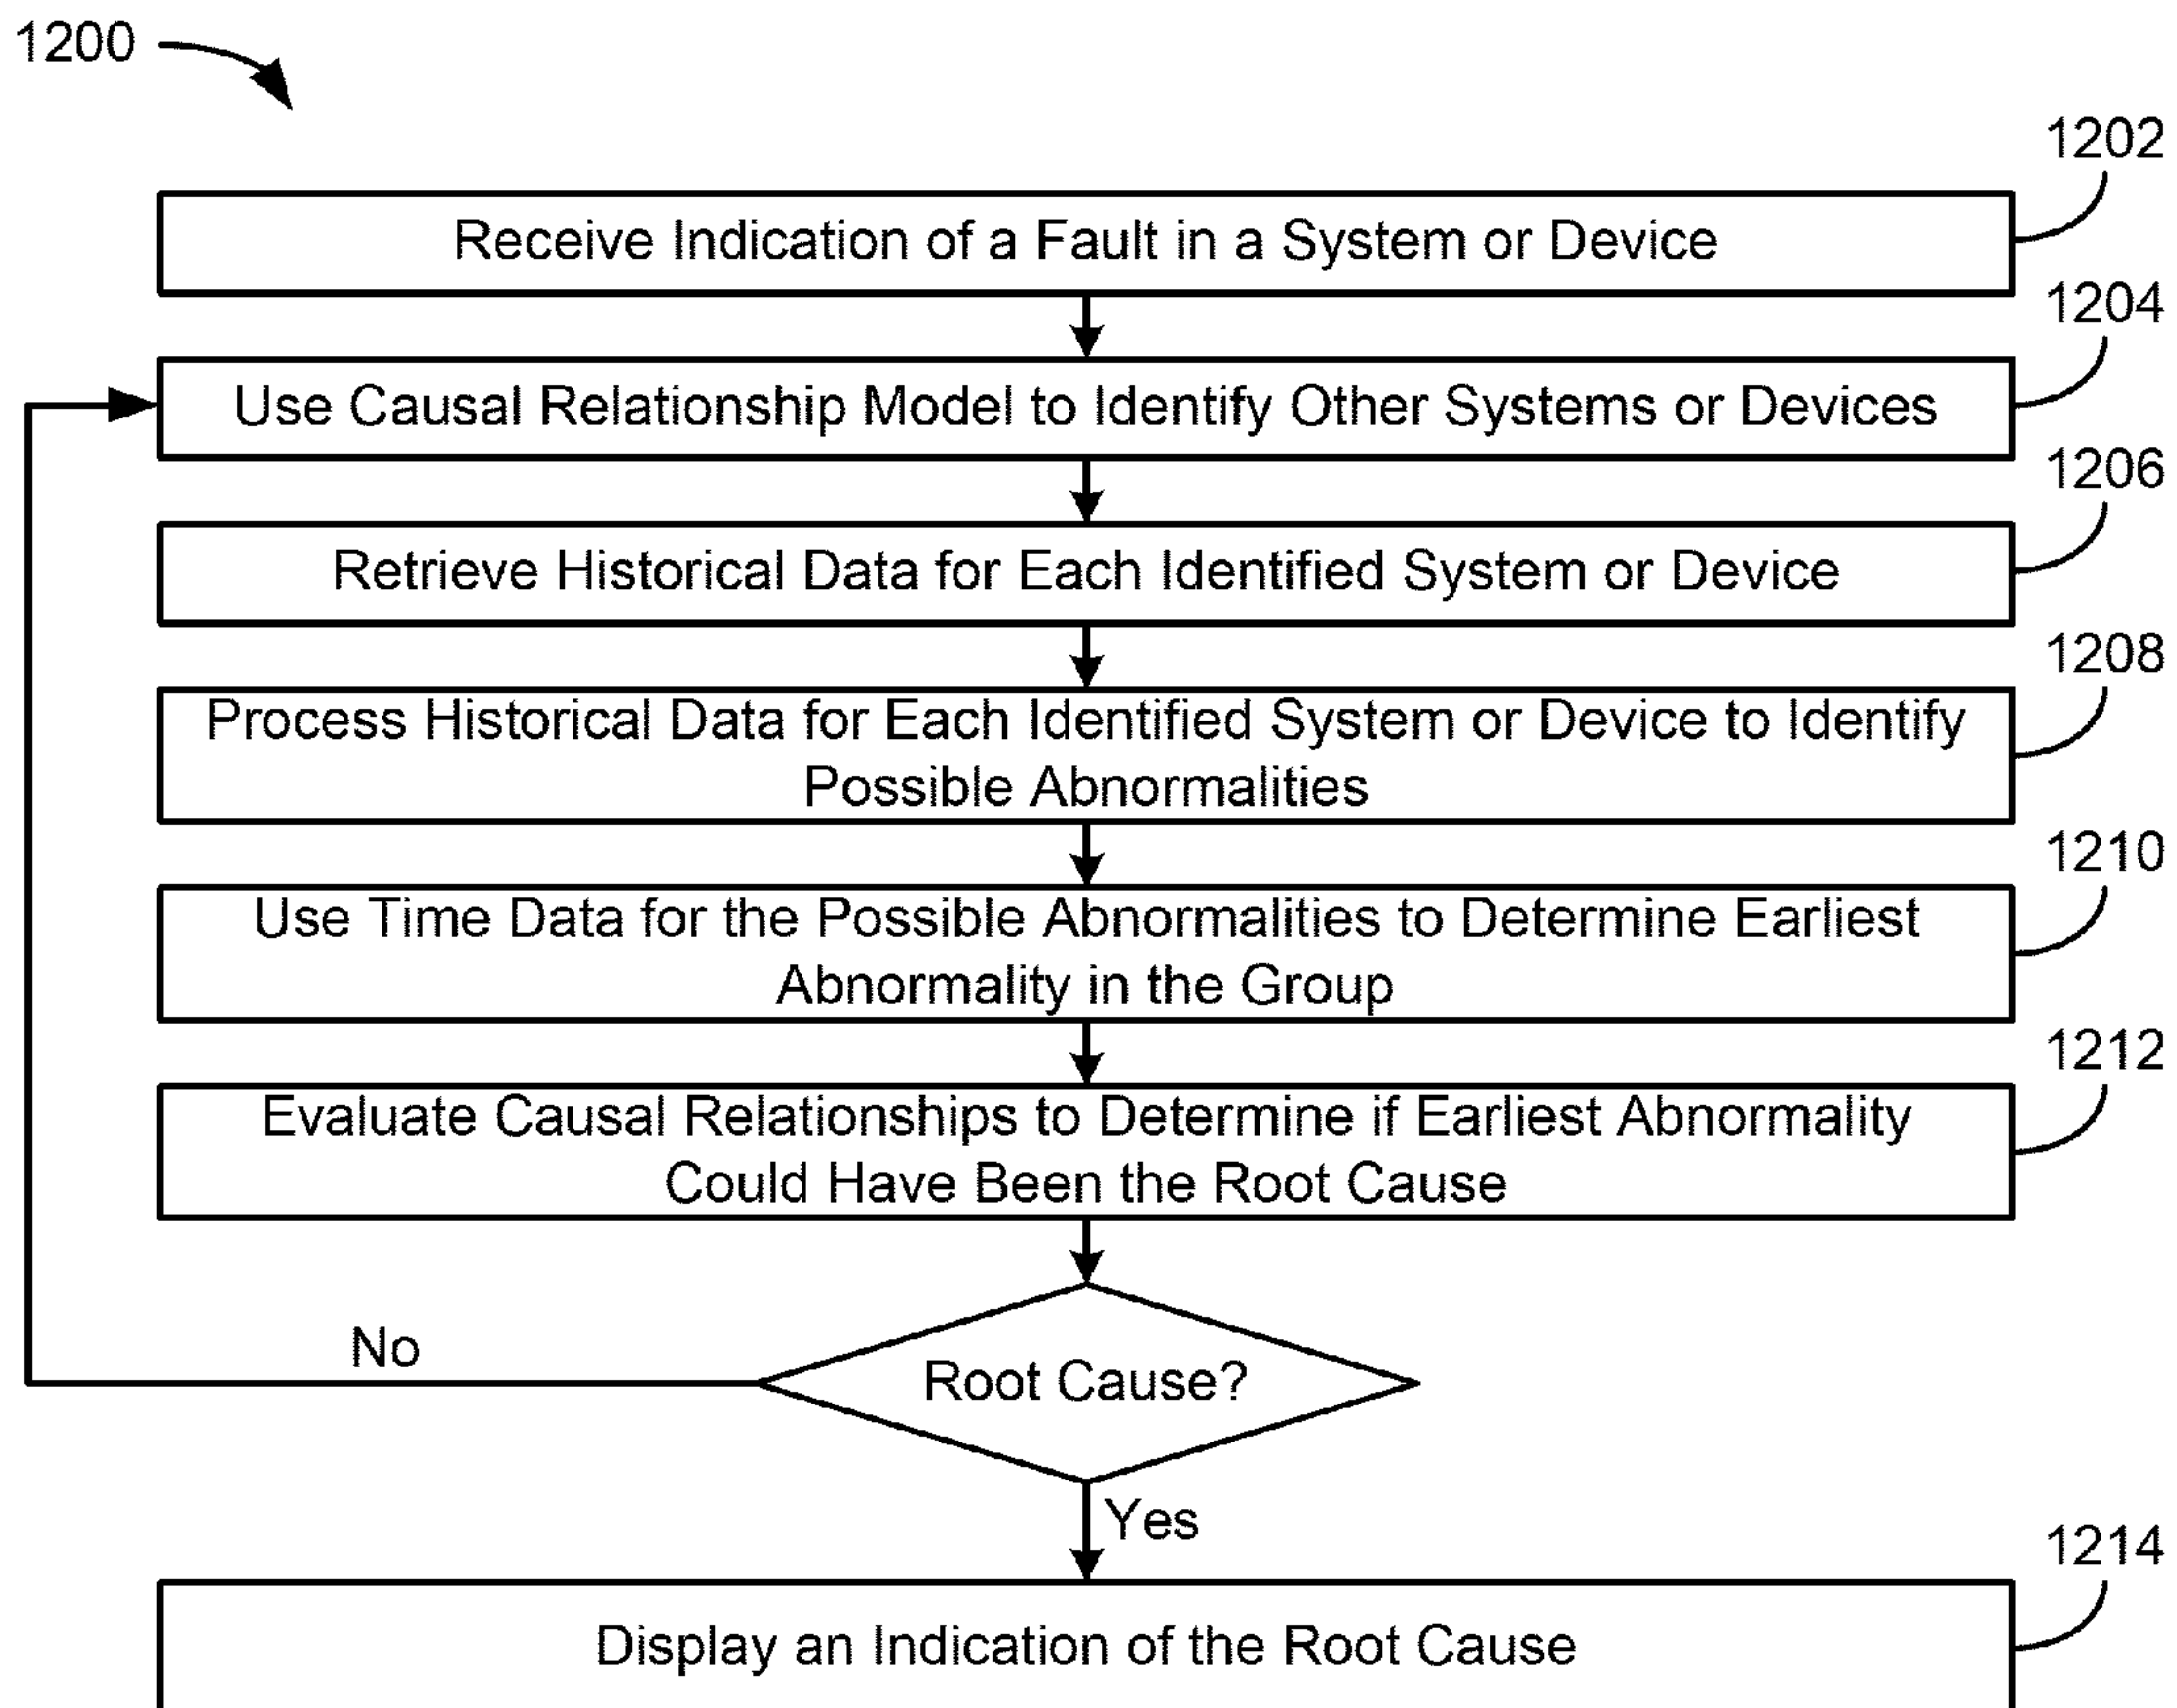 1200
1202
Receive Indication of a Fault in a System or Device
1204
Use Causal Relationship Model to Identify Other Systems or Devices
1206
Retrieve Historical Data for Each Identified System or Device
1208
Process Historical Data for Each Identified System or Device to Identify
Possible Abnormalities
1210
Use Time Data for the Possible Abnormalities to Determine Earliest
Abnormality in the Group
1212
Evaluate Causal Relationships to Determine if Earliest Abnormality
Could Have Been the Root Cause
No
Root Cause?
Yes
1214
Display an Indication of the Root Cause